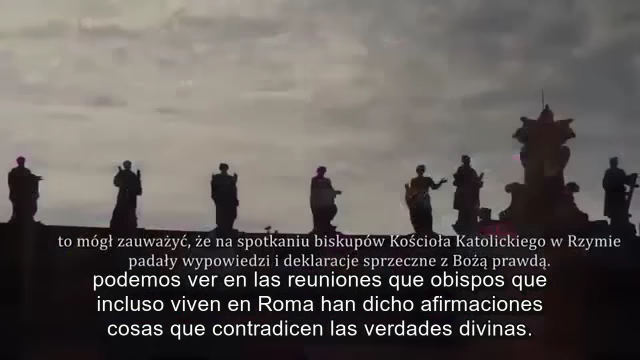 to mógł zauważyć, że na spotkaniu biskupów Kościoła Katolickiego w Rzymie
padały wypowiedzi i deklaracje sprzeczne z Bożą prawdą.
podemos ver en las reuniones que obispos que
incluso viven en Roma han dicho afirmaciones
cosas que contradicen las verdades divinas.